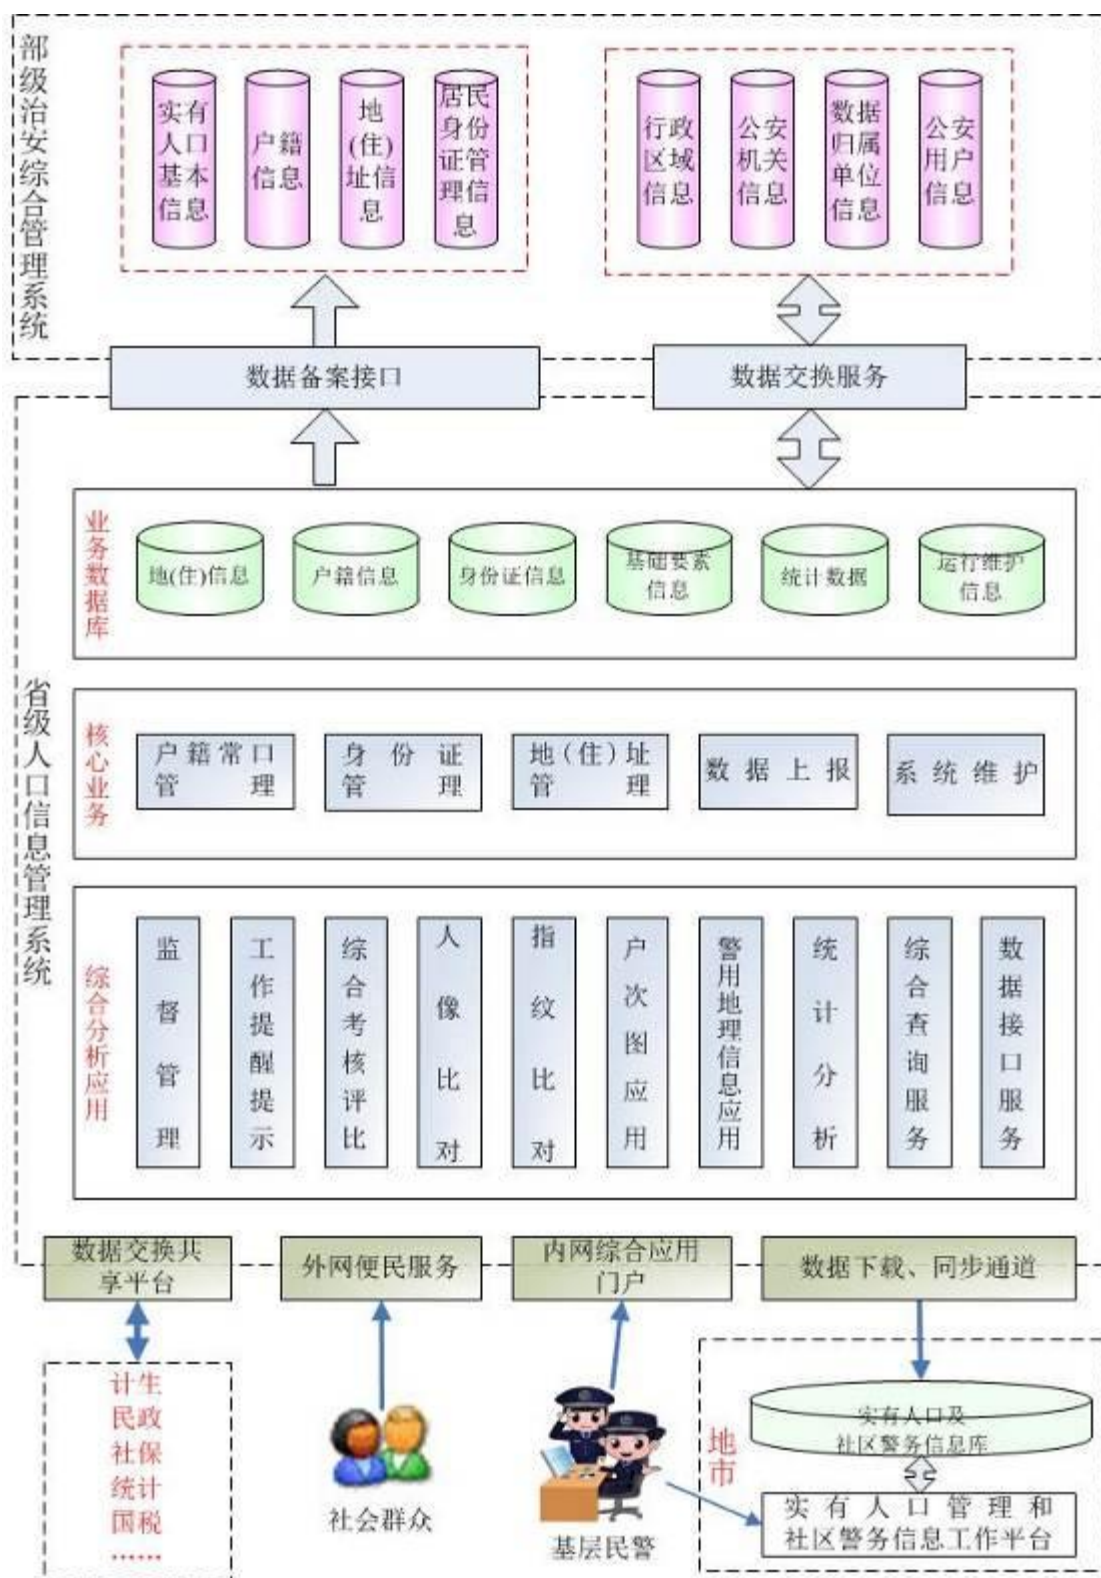 部级治安综合管理系统
实有
人口
基本
信息
户籍
信息
地
(住)
址信
息
居民
身份
证管
理信
息
行政
区域
信息
公安
机关
信息
数据
归属
单位
信息
公安
用户
信息
数据备案接口
数据交换服务
省级人口信息管理系统
业务数据库
地(住)信息
户籍信息
身份证信息
基础要素
信息
统计数据
运行维护
信息
核心业务
户籍常口
管理
身份证
管理
地(住)址
管理
数据上报
系统维护
综合分析应用
监督管理
工作提醒提示
综合考核评比
人像比对
指纹比对
户次图应用
警用地理信息应用
统计分析
综合查询服务
数据接口服务
数据交换共
享平台
外网便民服务
内网综合应用
门户
数据下载、同步通道
计生
民政
社保
统计
国税
……
社会群众
基层民警
地市
实有人口及
社区警务信息库
实有人口管理和
社区警务信息工作平台